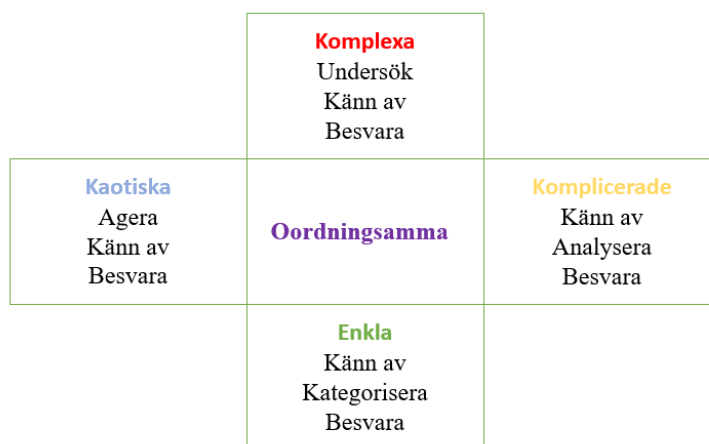 Komplexa
Undersök
Känn av
Besvara
Kaotiska
Agera
Känn av
Besvara
Oordningsamma
Komplicerade
Känn av
Analysera
Besvara
Enkla
Känn av
Kategorisera
Besvara